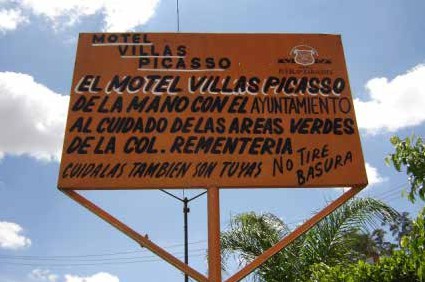 MOTEL
VILLAS
PICASSO
EL MOTEL VILLAS PICASSO
DE LA MANO CON EL AYUNTAMIENTO
AL CUIDADO DE LAS AREAS VERDES
DE LA COL. REMENTERIA
CUIDALAS TAMBIEN SON TUYAS NO TIRE
BASURA